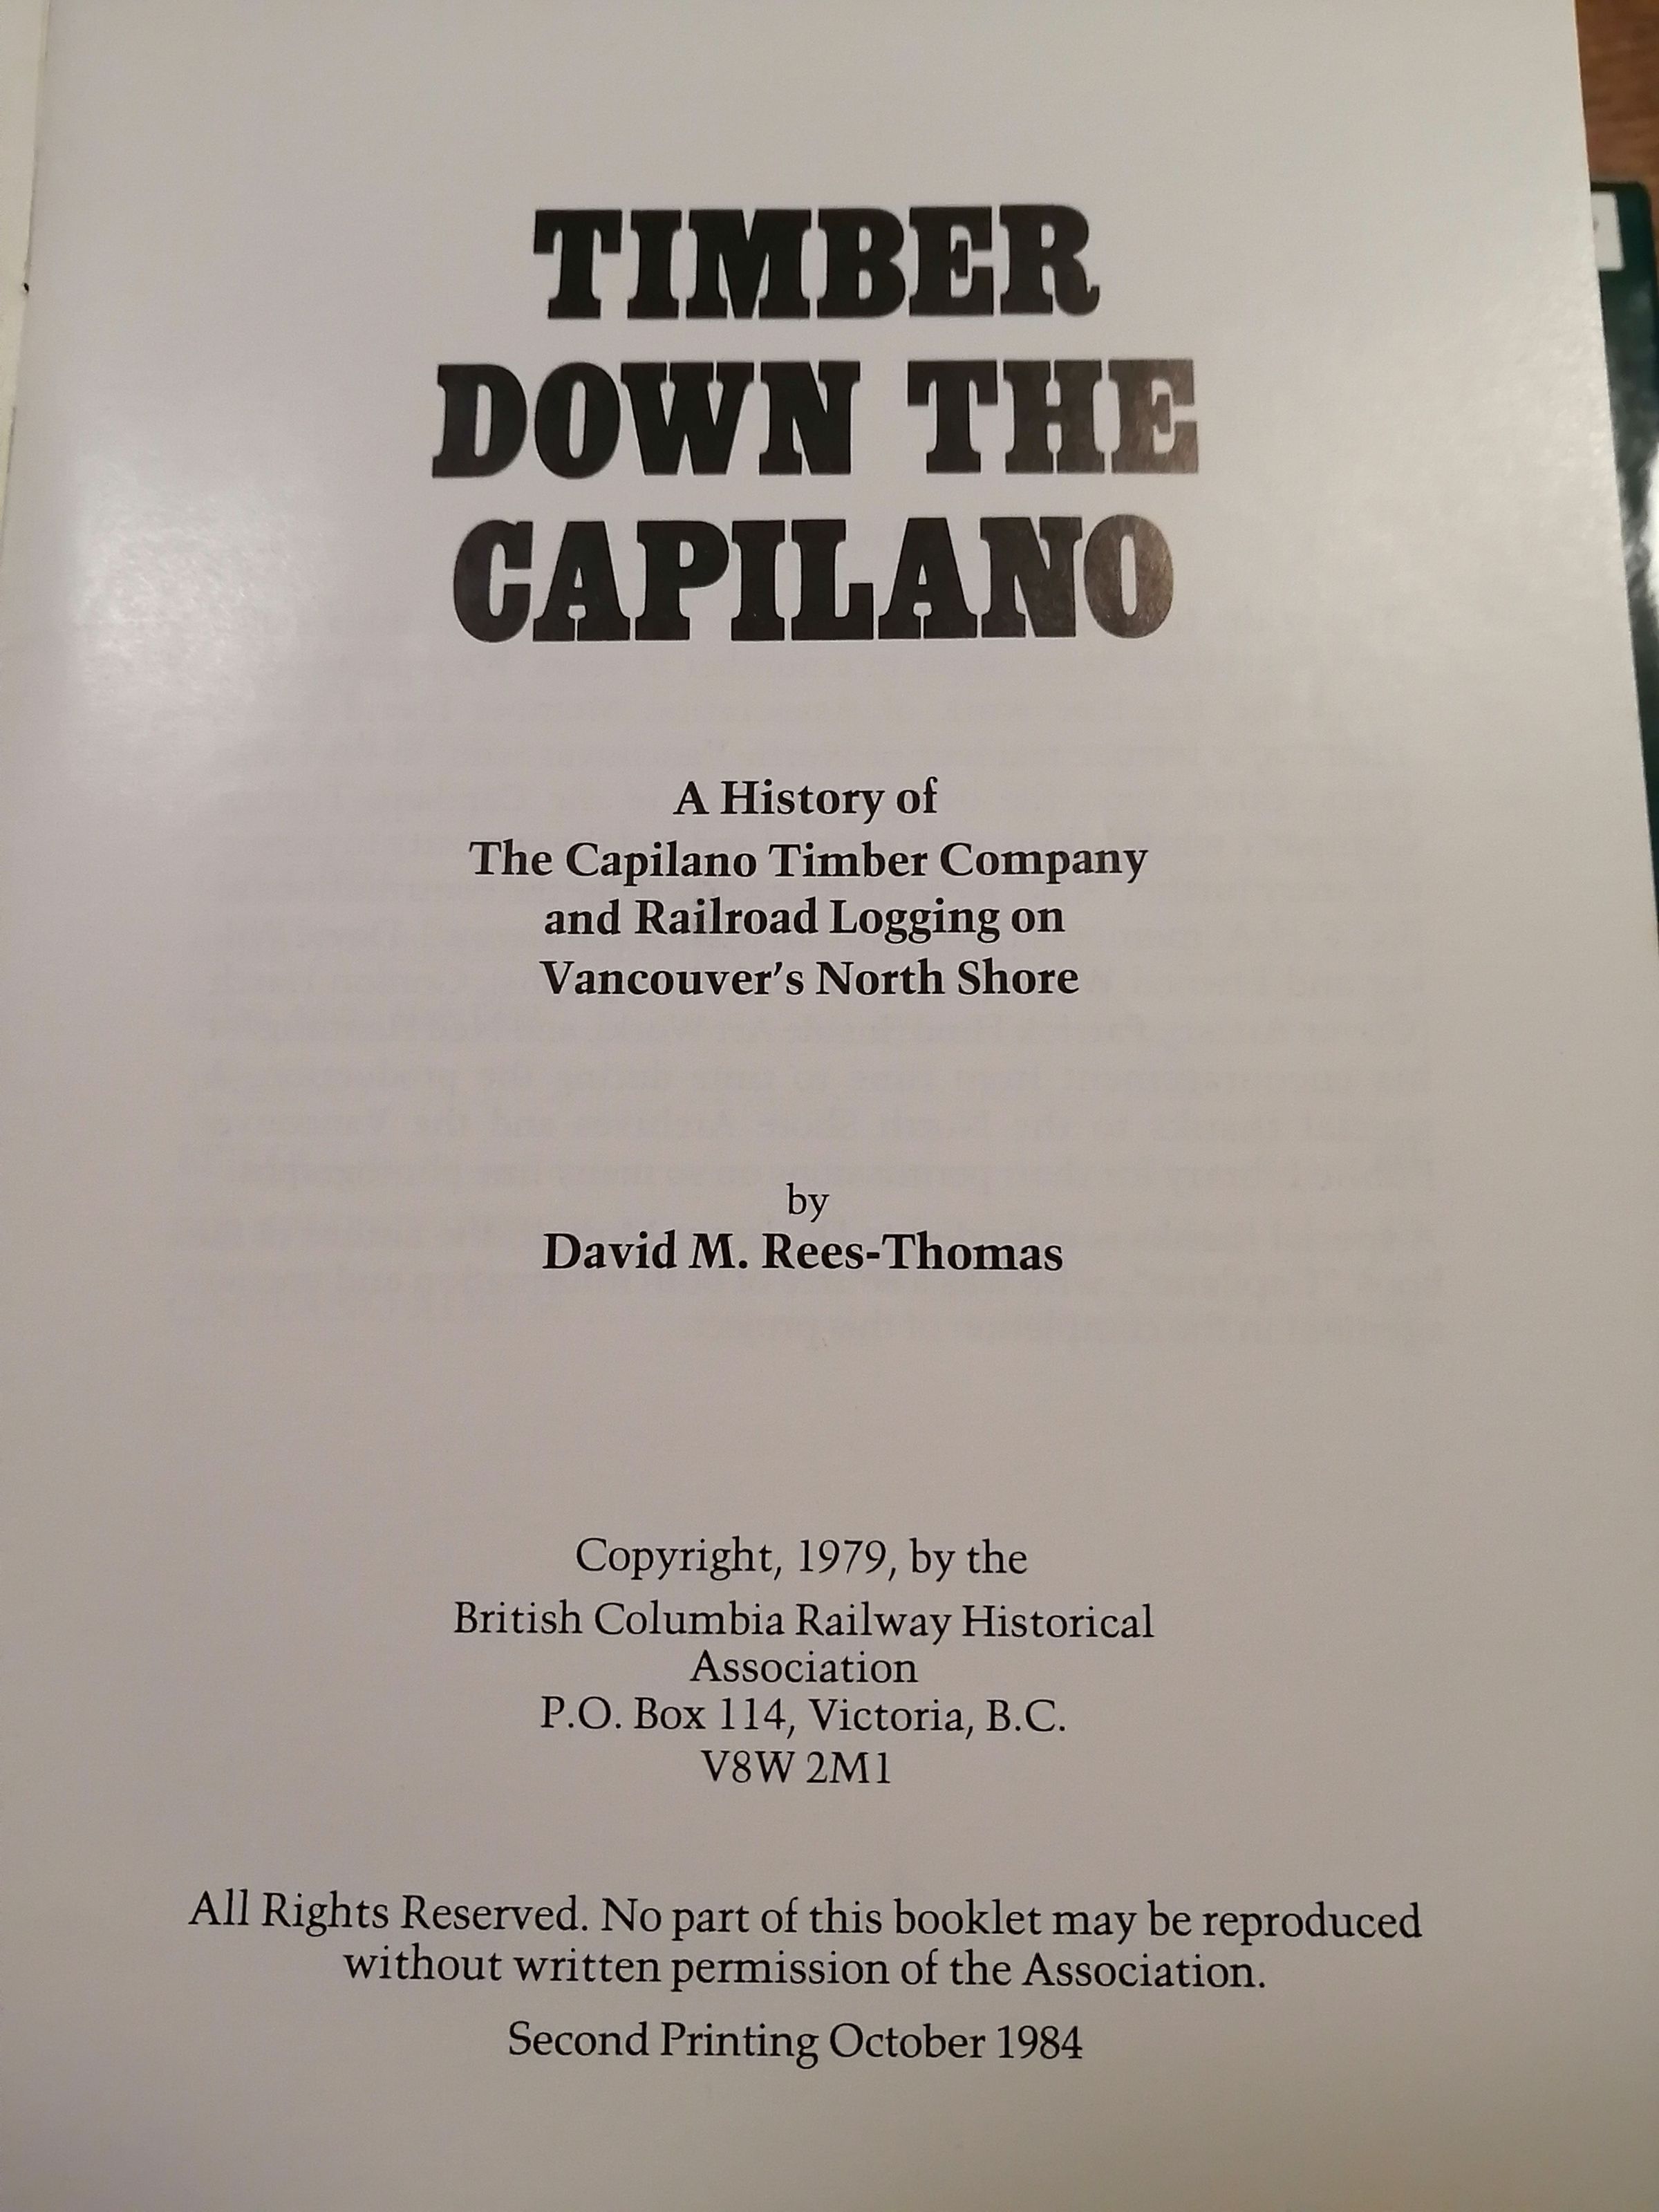 TIMBER
DOWN THE
CAPILANO
A History of
The Capilano Timber Company
and Railroad Logging on
Vancouver's North Shore
by
David M. Rees-Thomas
Copyright, 1979, by the
British Columbia Railway Historical
Association
P.O. Box 114, Victoria, B.C.
V8W 2M1
All Rights Reserved. No part of this booklet may be reproduced
without written permission of the Association.
Second Printing October 1984